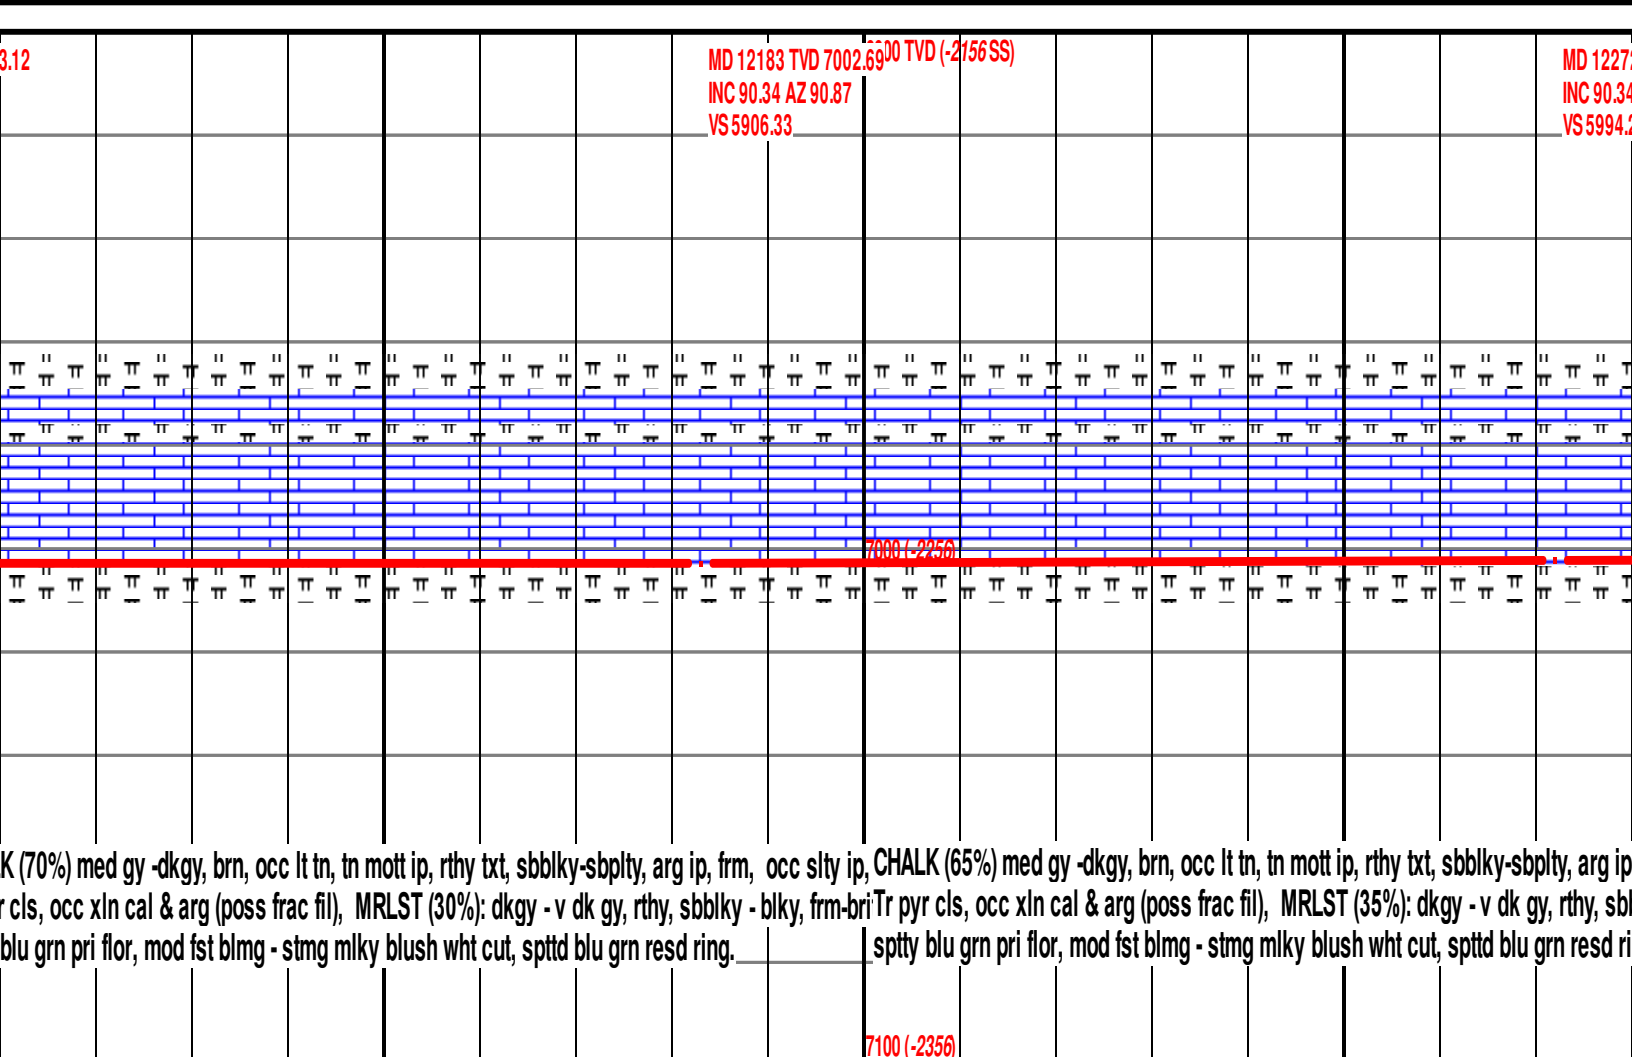 3.12
MD 12183 TVD 7002.69
INC 90.34 AZ 90.87
VS 5906.33
00 TVD (-2156 SS)
MD 1227
INC 90.34
VS 5994.2
7000 (-2256)
K (70%) med gy -dkgy, brn, occ lt tn, tn mott ip, rthy txt, sbblky-sbplty, arg ip, frm, occ slty ip,
r cls, occ xln cal & arg (poss frac fil), MRLST (30%): dkgy - v dk gy, rthy, sbblky - blky, frm-bri
blu grn pri flor, mod fst blmg - stmg mlky blush wht cut, spttd blu grn resd ring.
CHALK (65%) med gy -dkgy, brn, occ lt tn, tn mott ip, rthy txt, sbblky-sbplty, arg ip
Tr pyr cls, occ xln cal & arg (poss frac fil), MRLST (35%): dkgy - v dk gy, rthy, sbl
sptty blu grn pri flor, mod fst blmg - stmg mlky blush wht cut, spttd blu grn resd ri
7100 (-2356)